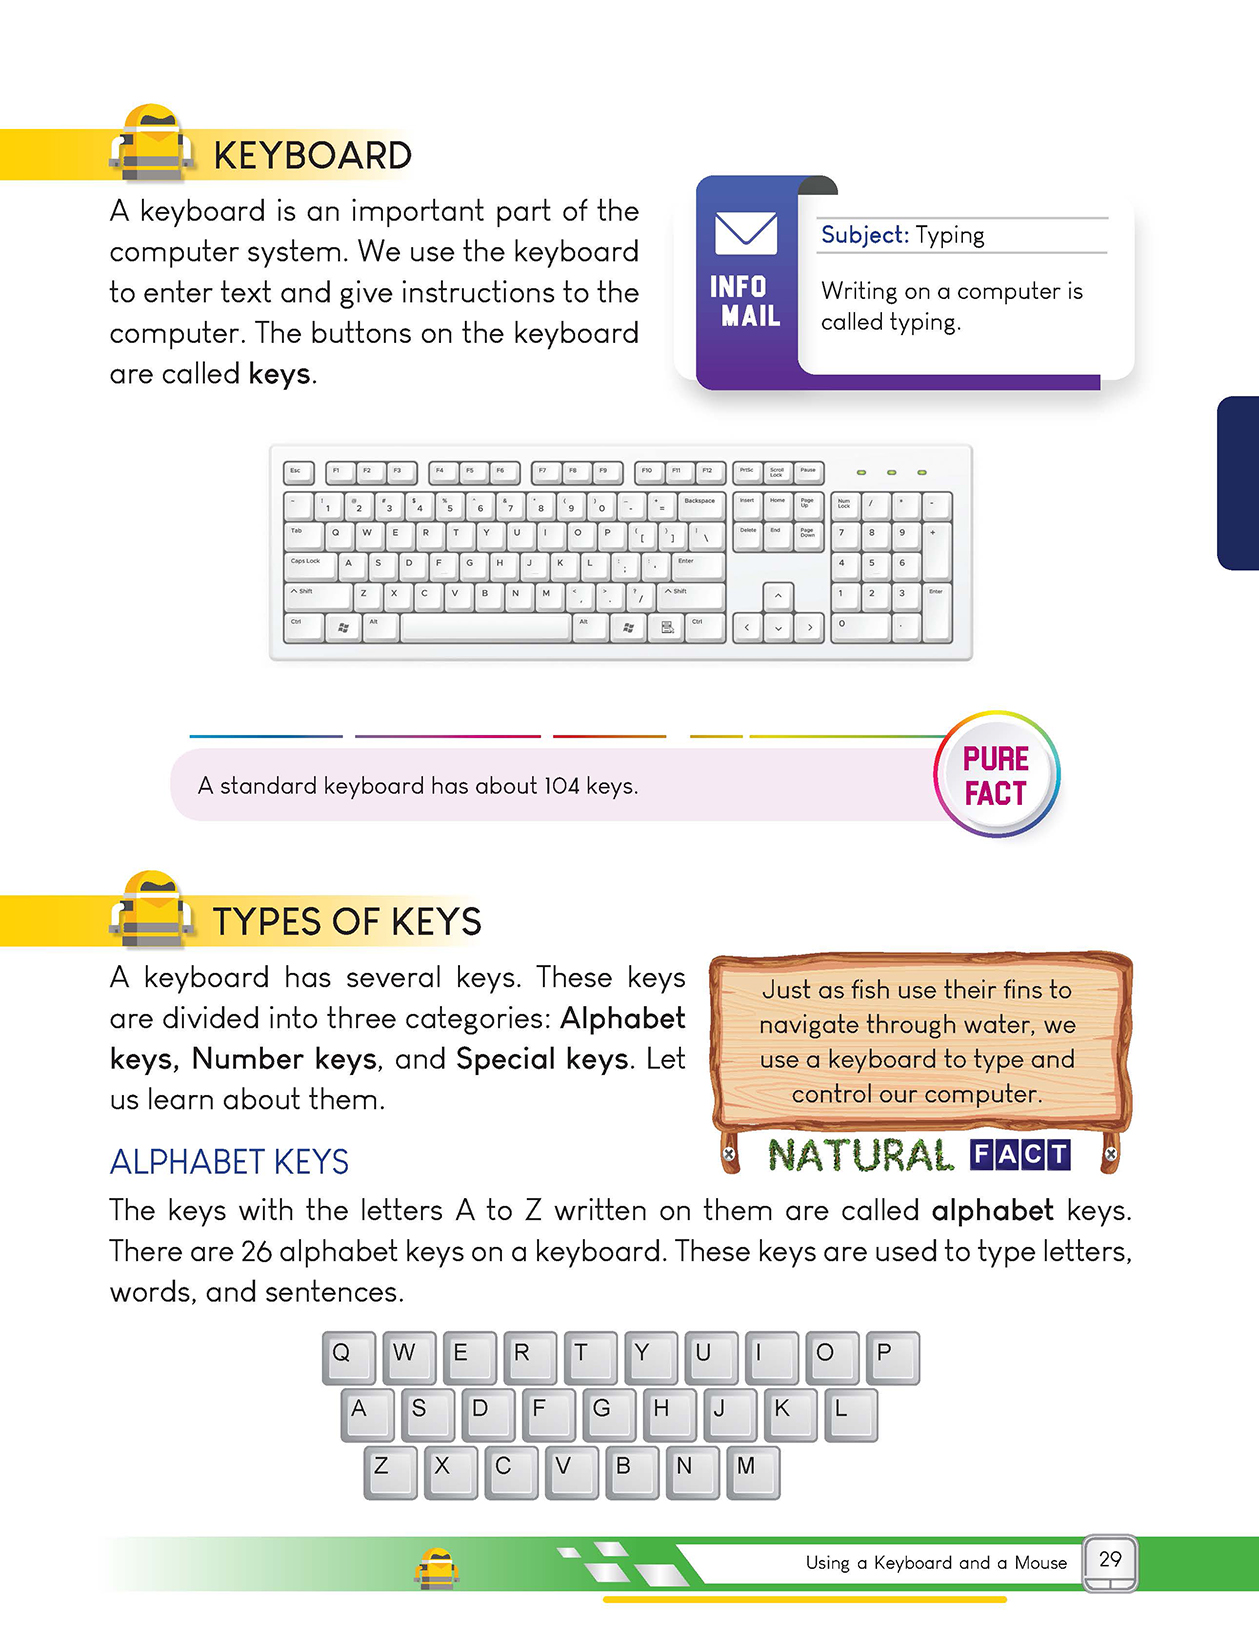 KEYBOARD
A keyboard is an important part of the
computer system. We use the keyboard
to enter text and give instructions to the
computer. The buttons on the keyboard
are called keys.
INFO
MAIL
Subject: Typing
Writing on a computer is
called typing.
Esc F1 F2 F3 F4 F5 F6 F7 F8 F9 F10 F11 F12 PrtSc Scroll Lock Pause
~ ! 1 @ 2 # 3 $ 4 % 5 ^ 6 & 7 * 8 ( 9 ) 0 _ - + = Backspace Insert Home Page Up Num Lock / * -
Tab Q W E R T Y U I O P { [ } ] | \ Delete End Page Down 7 8 9 +
Caps Lock A S D F G H J K L : ; " ' Enter 4 5 6
^ Shift Z X C V B N M < , > . ? / ^ Shift 1 2 3 Enter
Ctrl Alt Alt Ctrl 0 .
A standard keyboard has about 104 keys.
PURE
FACT
TYPES OF KEYS
A keyboard has several keys. These keys
are divided into three categories: Alphabet
keys, Number keys, and Special keys. Let
us learn about them.
Just as fish use their fins to
navigate through water, we
use a keyboard to type and
control our computer.
NATURAL FACT
ALPHABET KEYS
The keys with the letters A to Z written on them are called alphabet keys.
There are 26 alphabet keys on a keyboard. These keys are used to type letters,
words, and sentences.
Q W E R T Y U I O P
A S D F G H J K L
Z X C V B N M
Using a Keyboard and a Mouse 29